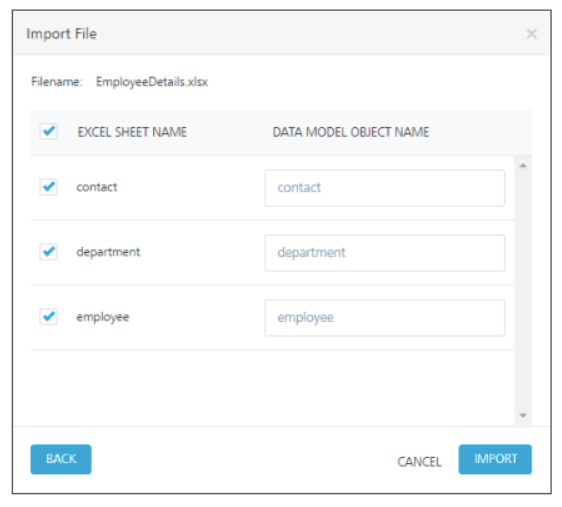 Import File
Filename: EmployeeDetails.xlsx
EXCEL SHEET NAME DATA MODEL OBJECT NAME
contact contact
department department
employee employee
BACK CANCEL IMPORT